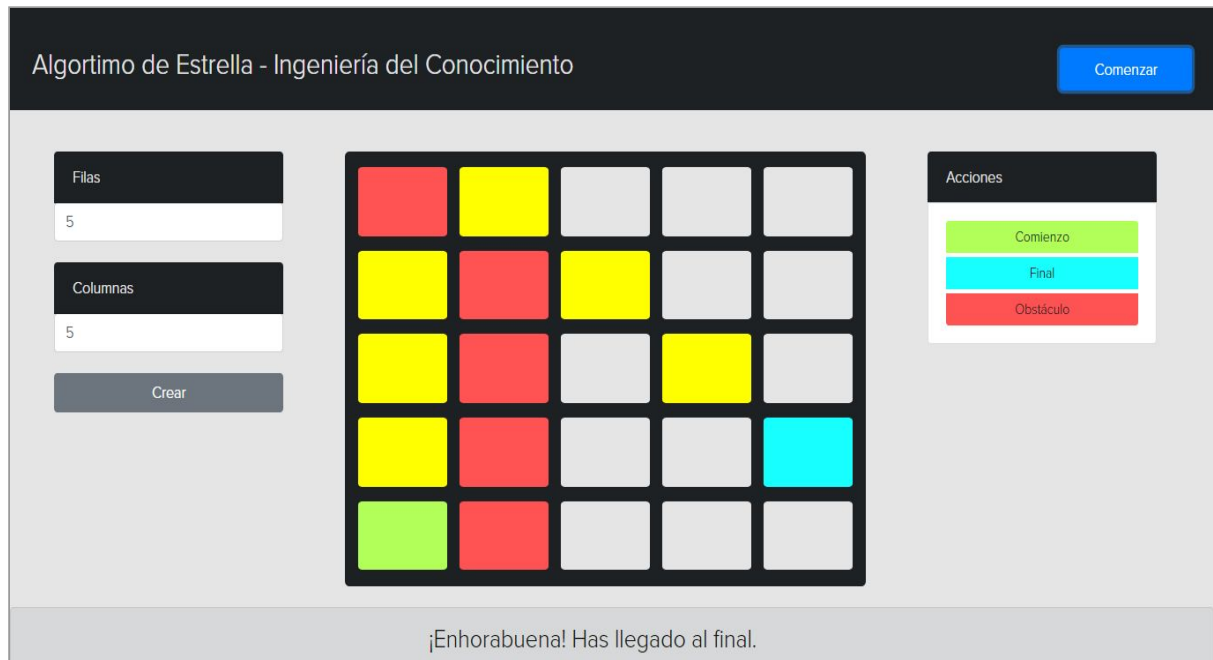 Algortimo de Estrella - Ingeniería del Conocimiento
Comenzar
Filas
5
Columnas
5
Crear
Acciones
Comienzo
Final
Obstáculo
¡Enhorabuena! Has llegado al final.